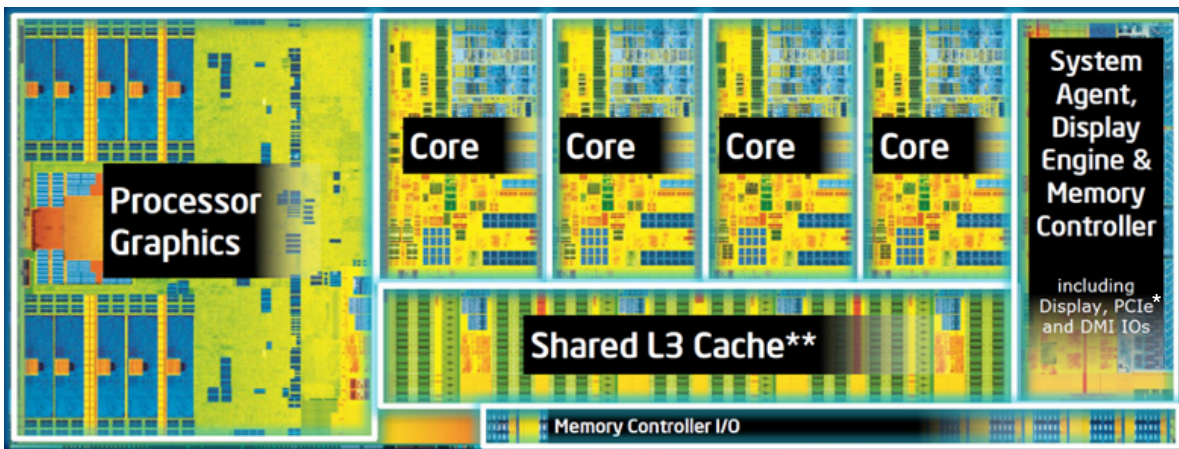 Processor
Graphics
Core
Core
Core
Core
System
Agent,
Display
Engine &
Memory
Controller
including
Display, PCIe*
and DMI IOs
Shared L3 Cache**
Memory Controller I/O